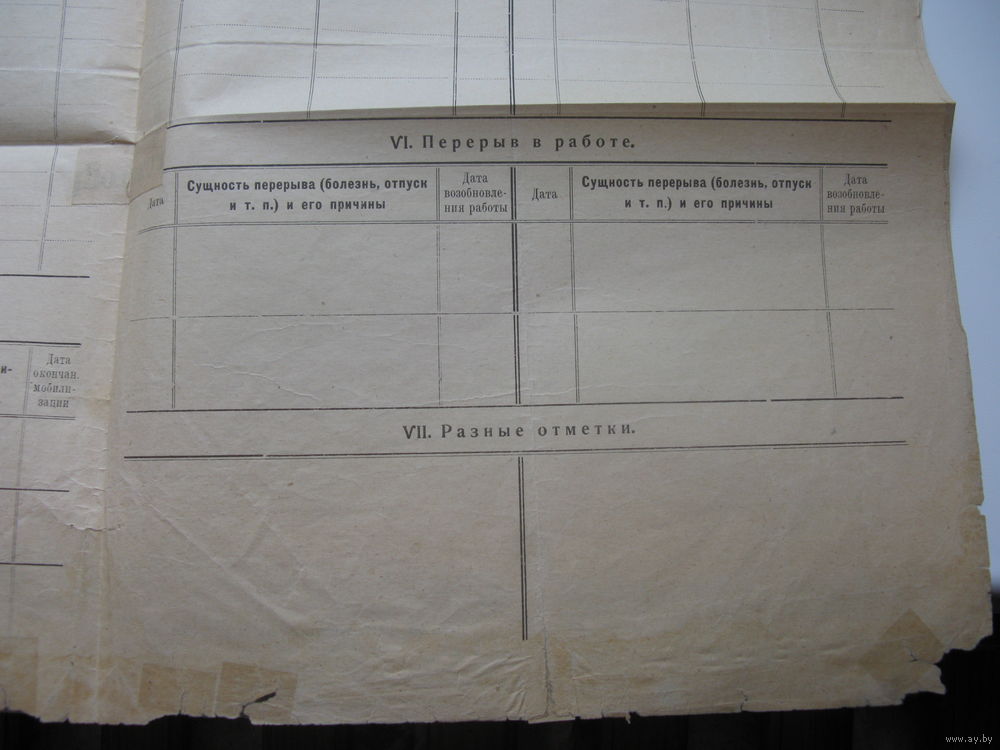 VI. Перерыв в работе.
Дата
Сущность перерыва (болезнь, отпуск
и т. п.) и его причины
Дата
возобновле-
ния работы
Дата
Сущность перерыва (болезнь, отпуск
и т. п.) и его причины
Дата
возобновле-
ния работы
и-
Дата
окончан.
мобили-
зации
VII. Разные отметки.
www.ay.by